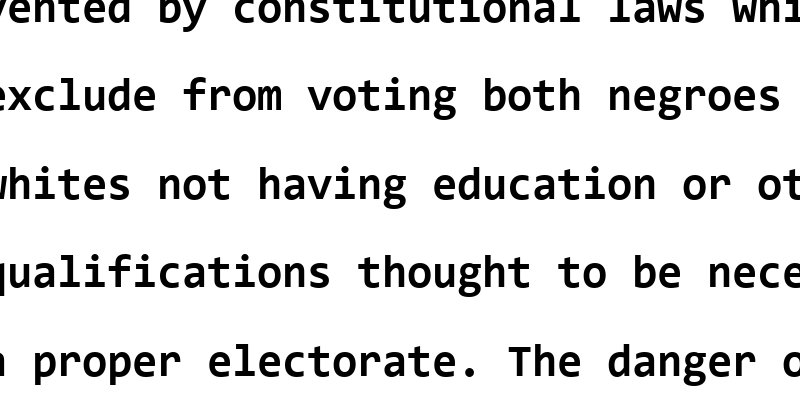 vented by constitutional laws whi
exclude from voting both negroes
whites not having education or ot
qualifications thought to be nece
n proper electorate. The danger o